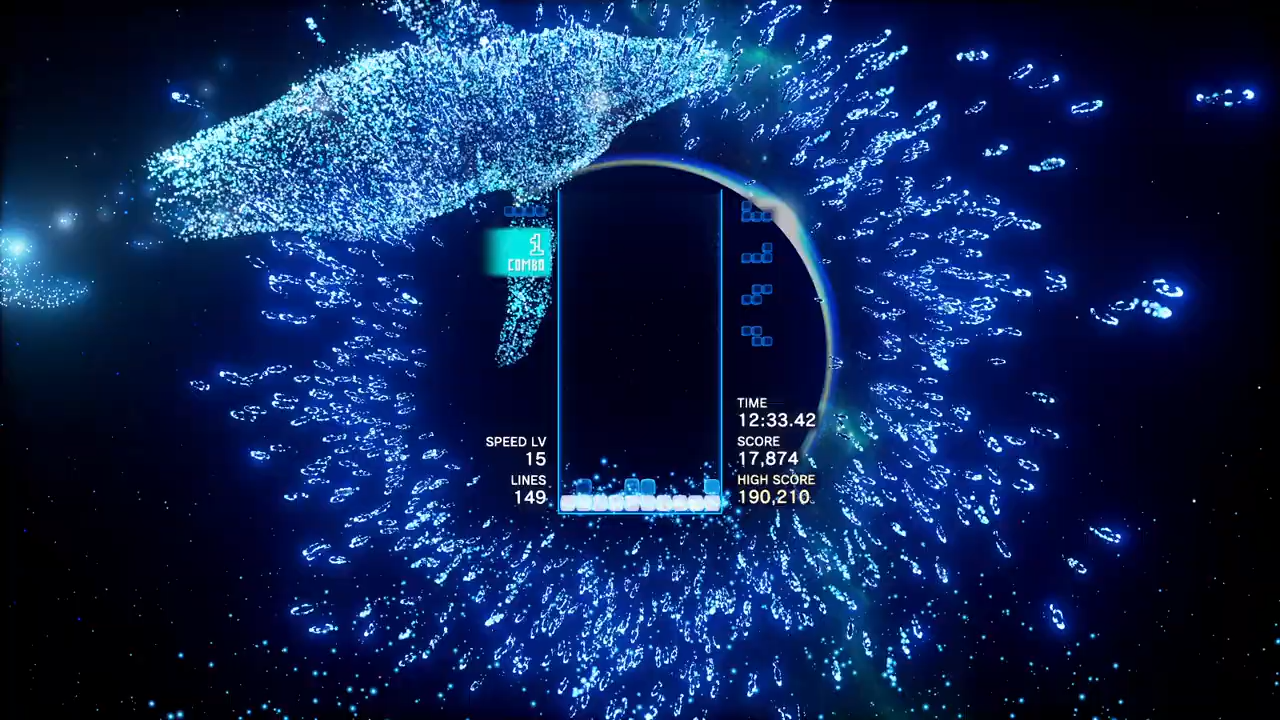 1
COMBO
SPEED LV
15
LINES
149
TIME
12:33.42
SCORE
17,874
HIGH SCORE
190,210